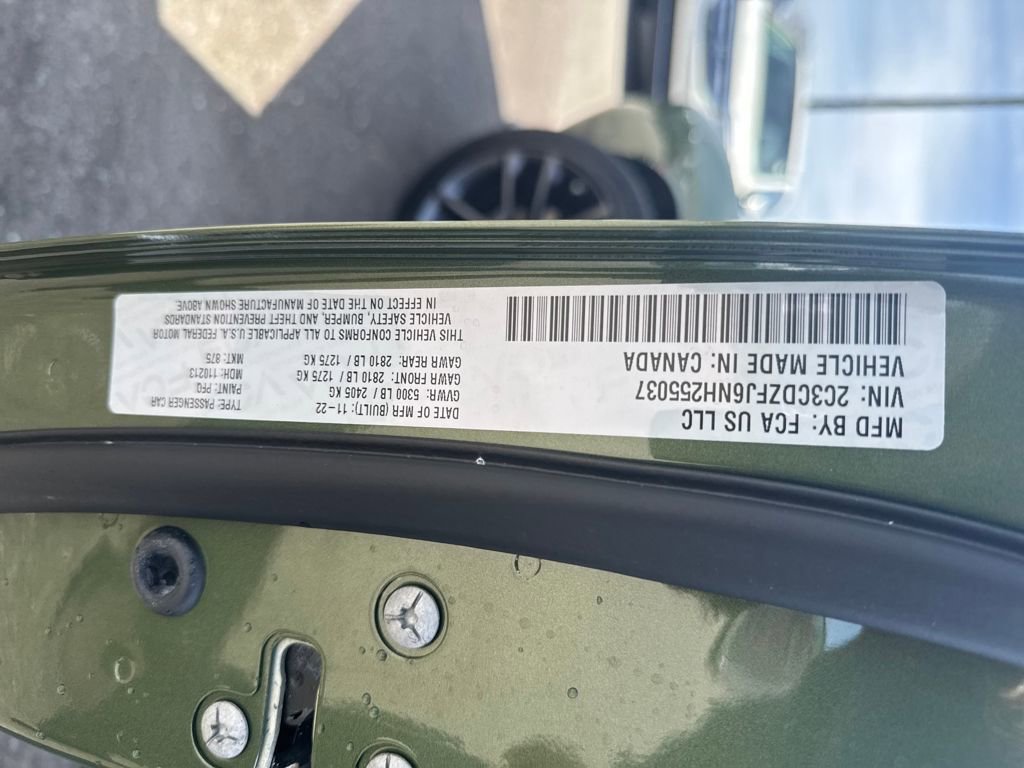 MFD BY: FCA US LLC
VIN: 2C3CDZFJ6NH255037
VEHICLE MADE IN: CANADA
DATE OF MFR (BUILT): 11-22
GVWR: 5300 LB / 2405 KG
GAWR FRONT: 2810 LB / 1275 KG
GAWR REAR: 2810 LB / 1275 KG
TYPE: PASSENGER CAR
PAINT: PFQ
MDH: 110213
MKT: 875
THIS VEHICLE CONFORMS TO ALL APPLICABLE U.S.A. FEDERAL MOTOR
VEHICLE SAFETY, BUMPER, AND THEFT PREVENTION STANDARDS
IN EFFECT ON THE DATE OF MANUFACTURE SHOWN ABOVE.